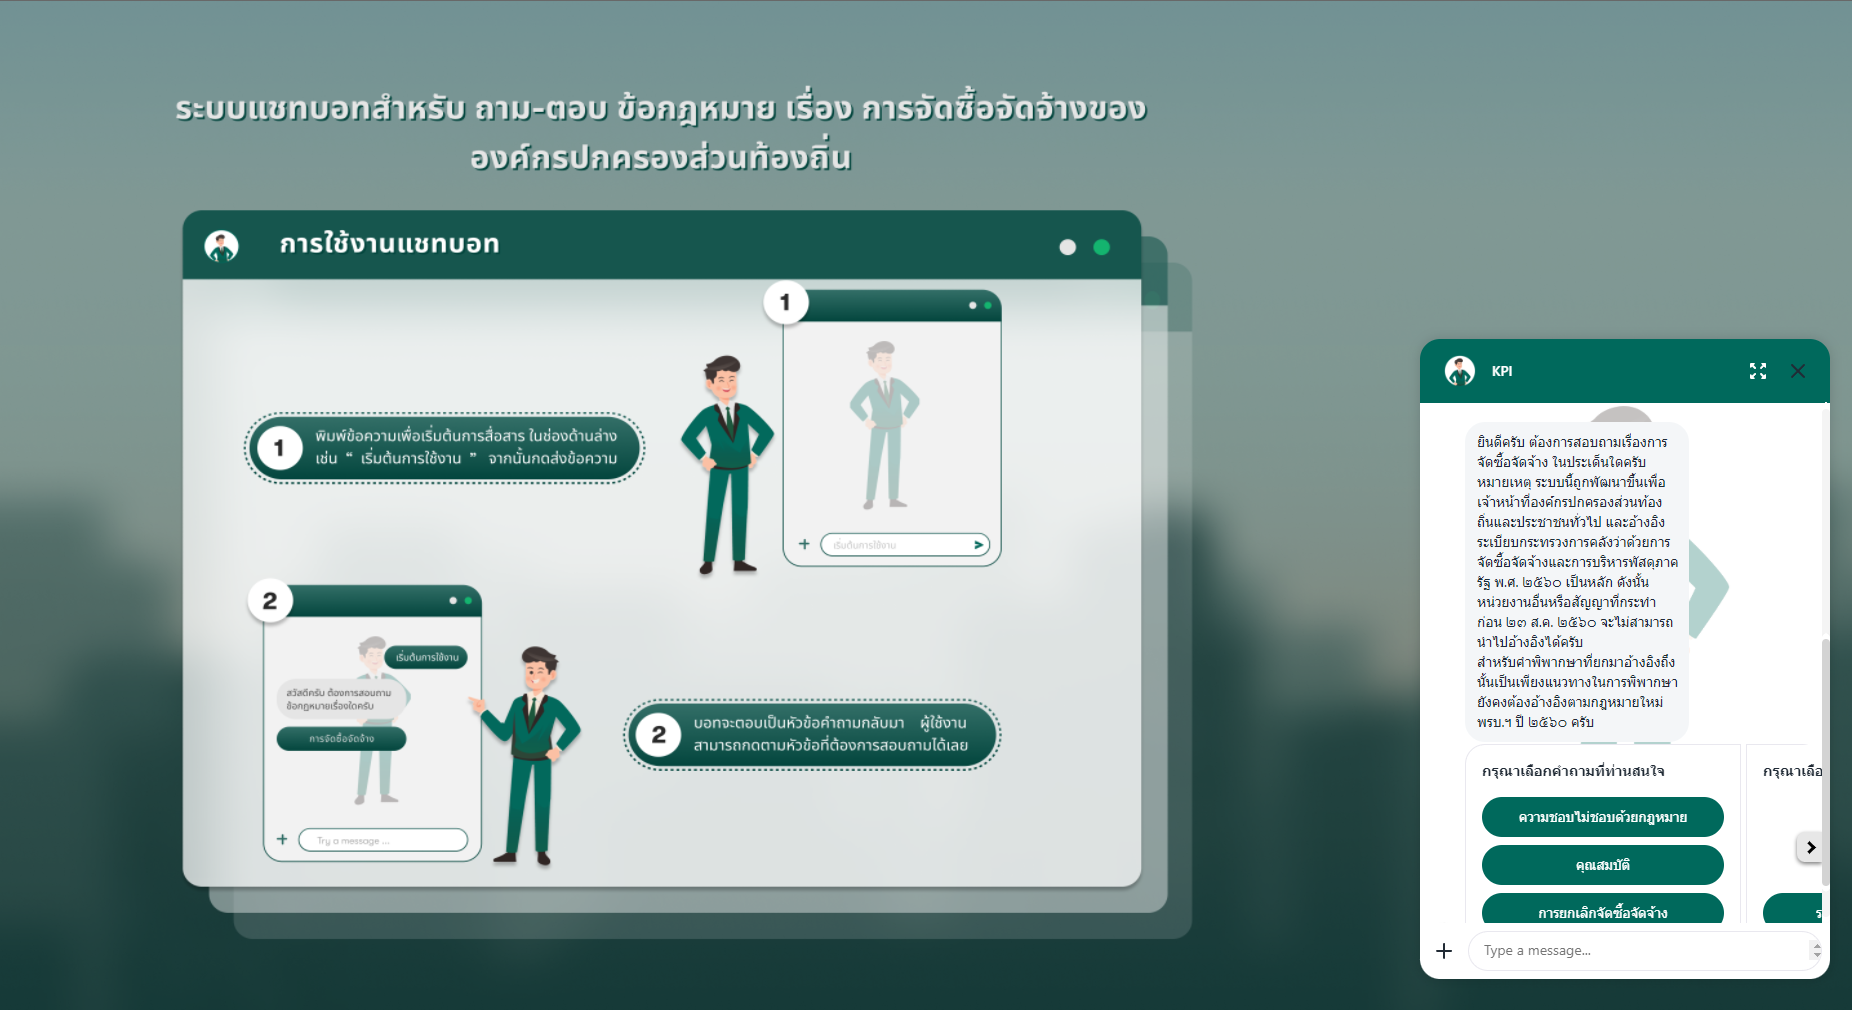 ระบบแชทบอทสำหรับ ถาม-ตอบ ข้อกฎหมาย เรื่อง การจัดซื้อจัดจ้างของ
องค์กรปกครองส่วนท้องถิ่น
การใช้งานแชทบอท
1
1
พิมพ์ข้อความเพื่อเริ่มต้นการสื่อสาร ในช่องด้านล่าง
เช่น “ เริ่มต้นการใช้งาน ” จากนั้นกดส่งข้อความ
+ เริ่มต้นการใช้งาน
2
เริ่มต้นการใช้งาน
สวัสดีครับ ต้องการสอบถาม
ข้อกฎหมายเรื่องใดครับ
การจัดซื้อจัดจ้าง
+ Try a message ...
2
บอทจะตอบเป็นหัวข้อคำถามกลับมา ผู้ใช้งาน
สามารถกดตามหัวข้อที่ต้องการสอบถามได้เลย
KPI
ยินดีครับ ต้องการสอบถามเรื่องการ
จัดซื้อจัดจ้าง ในประเด็นใดครับ
หมายเหตุ ระบบนี้ถูกพัฒนาขึ้นเพื่อ
เจ้าหน้าที่องค์กรปกครองส่วนท้อง
ถิ่นและประชาชนทั่วไป และอ้างอิง
ระเบียบกระทรวงการคลังว่าด้วยการ
จัดซื้อจัดจ้างและการบริหารพัสดุภาค
รัฐ พ.ศ. ๒๕๖๐ เป็นหลัก ดังนั้น
หน่วยงานอื่นหรือสัญญาที่กระทำ
ก่อน ๒๓ ส.ค. ๒๕๖๐ จะไม่สามารถ
นำไปอ้างอิงได้ครับ
สำหรับคำพิพากษาที่ยกมาอ้างอิงถึง
นั้นเป็นเพียงแนวทางในการพิพากษา
ยังคงต้องอ้างอิงตามกฎหมายใหม่
พรบ.ฯ ปี ๒๕๖๐ ครับ
กรุณาเลือกคำถามที่ท่านสนใจ
กรุณาเลือ
ความชอบไม่ชอบด้วยกฎหมาย
คุณสมบัติ
การยกเลิกจัดซื้อจัดจ้าง
ร
+ Type a message...